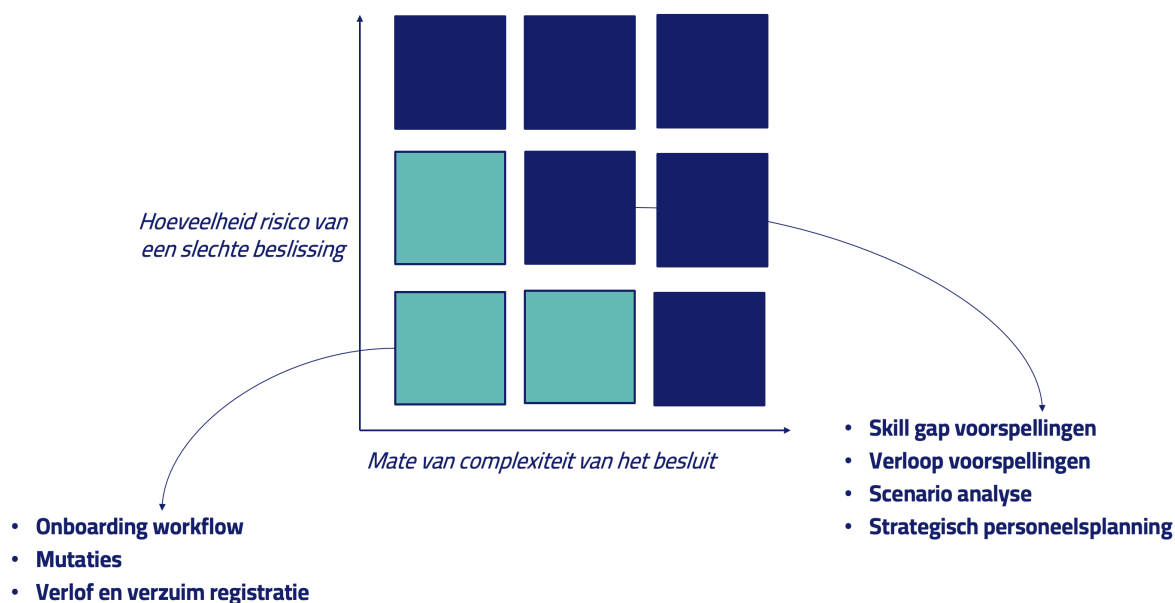 Hoeveelheid risico van
een slechte beslissing
Mate van complexiteit van het besluit
• Skill gap voorspellingen
• Verloop voorspellingen
• Scenario analyse
• Strategisch personeelsplanning
• Onboarding workflow
• Mutaties
• Verlof en verzuim registratie